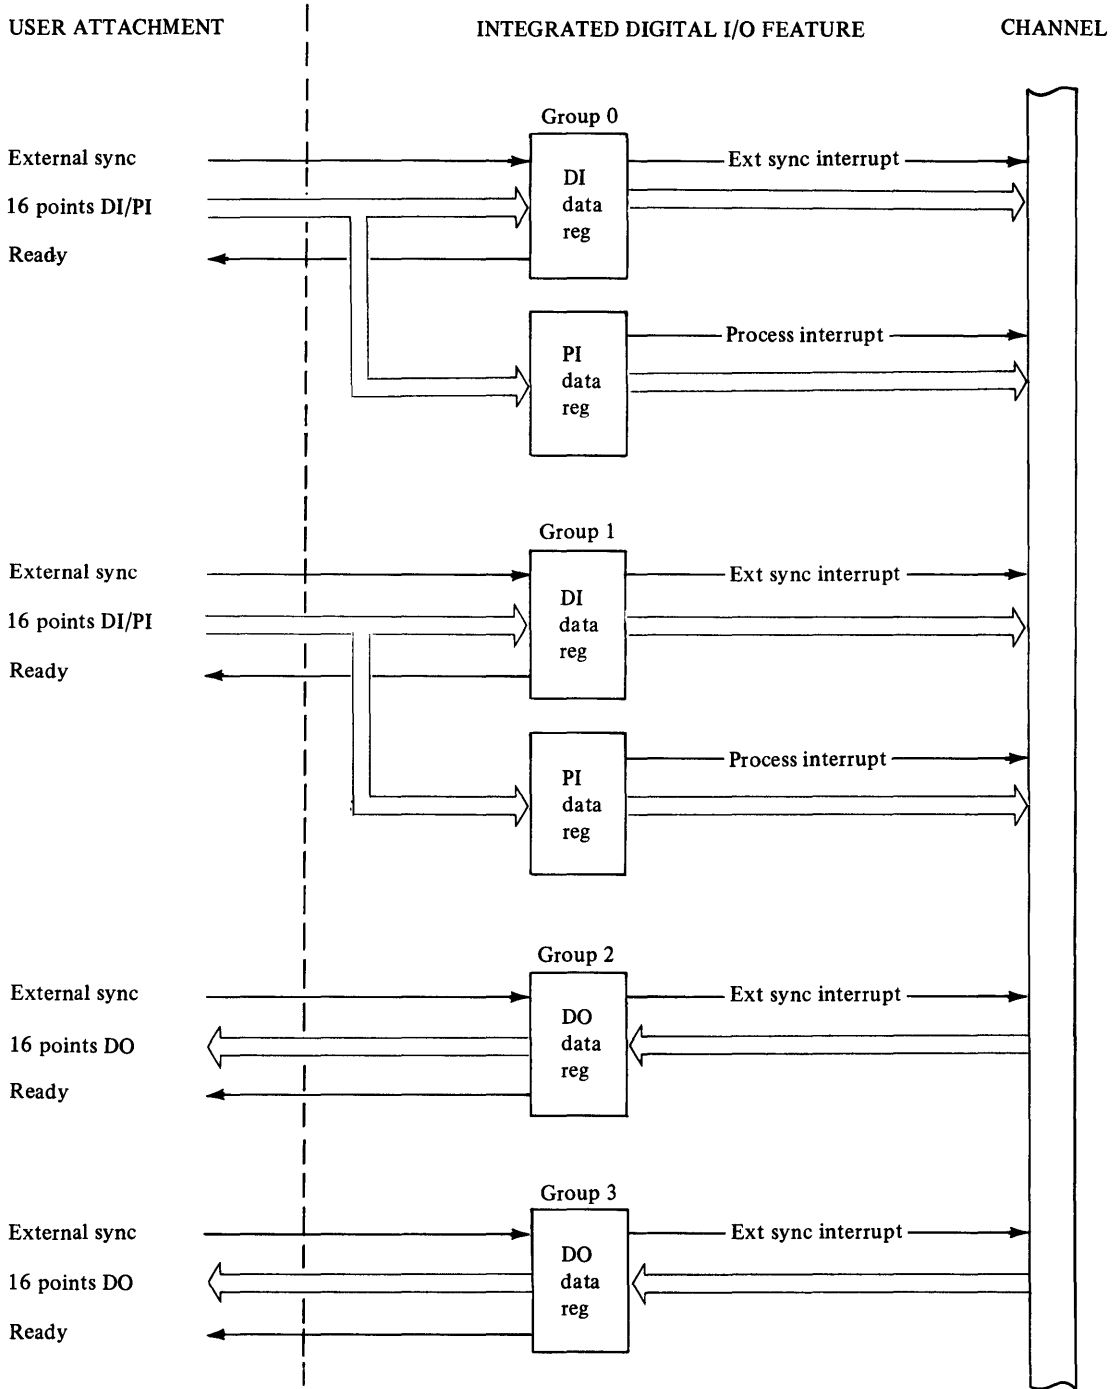 USER ATTACHMENT
INTEGRATED DIGITAL I/O FEATURE
CHANNEL
Group 0
External sync
DI
data
reg
Ext sync interrupt
16 points DI/PI
Ready
PI
data
reg
Process interrupt
Group 1
External sync
DI
data
reg
Ext sync interrupt
16 points DI/PI
Ready
PI
data
reg
Process interrupt
Group 2
External sync
DO
data
reg
Ext sync interrupt
16 points DO
Ready
Group 3
External sync
DO
data
reg
Ext sync interrupt
16 points DO
Ready